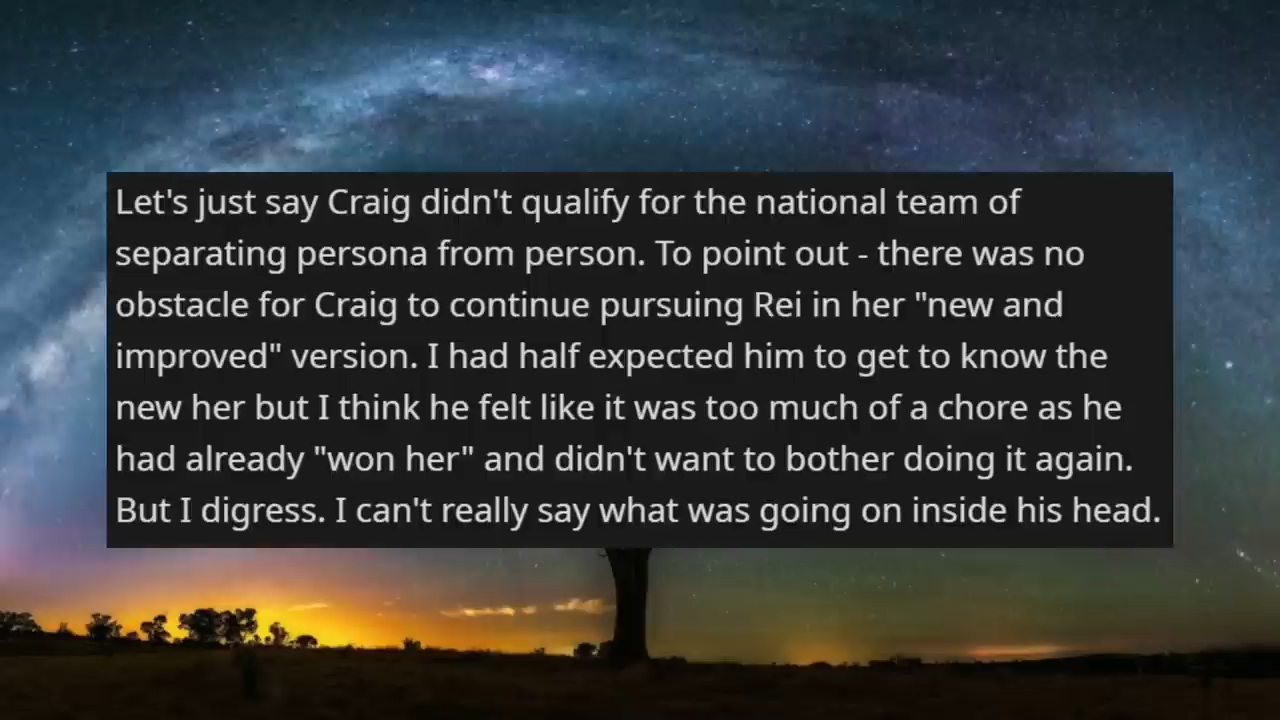 Let's just say Craig didn't qualify for the national team of
separating persona from person. To point out - there was no
obstacle for Craig to continue pursuing Rei in her "new and
improved" version. I had half expected him to get to know the
new her but I think he felt like it was too much of a chore as he
had already "won her" and didn't want to bother doing it again.
But I digress. I can't really say what was going on inside his head.